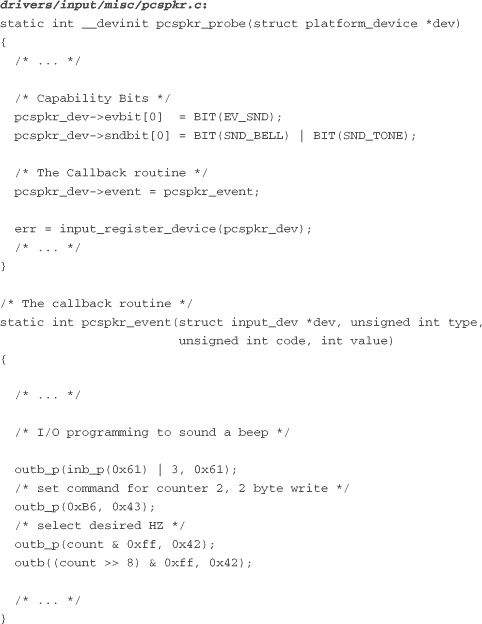 drivers/input/misc/pcspkr.c:
static int __devinit pcspkr_probe(struct platform_device *dev)
{
  /* ... */

  /* Capability Bits */
  pcspkr_dev->evbit[0]  = BIT(EV_SND);
  pcspkr_dev->sndbit[0] = BIT(SND_BELL) | BIT(SND_TONE);

  /* The Callback routine */
  pcspkr_dev->event = pcspkr_event;

  err = input_register_device(pcspkr_dev);
  /* ... */
}

/* The callback routine */
static int pcspkr_event(struct input_dev *dev, unsigned int type,
                        unsigned int code, int value)
{

  /* ... */

  /* I/O programming to sound a beep */

  outb_p(inb_p(0x61) | 3, 0x61);
  /* set command for counter 2, 2 byte write */
  outb_p(0xB6, 0x43);
  /* select desired HZ */
  outb_p(count & 0xff, 0x42);
  outb((count >> 8) & 0xff, 0x42);

  /* ... */
}